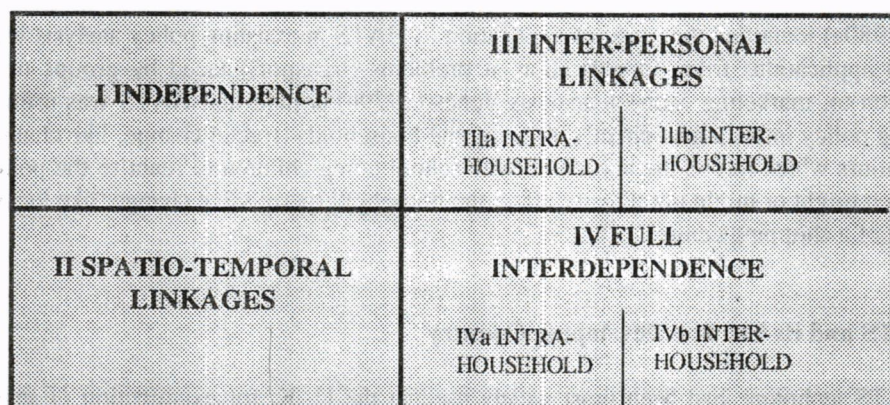 I INDEPENDENCE
III INTER-PERSONAL
LINKAGES
IIIa INTRA-
HOUSEHOLD
IIIb INTER-
HOUSEHOLD
II SPATIO-TEMPORAL
LINKAGES
IV FULL
INTERDEPENDENCE
IVa INTRA-
HOUSEHOLD
IVb INTER-
HOUSEHOLD